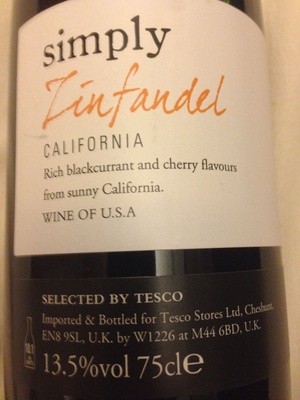 simply
Zinfandel
CALIFORNIA
Rich blackcurrant and cherry flavours
from sunny California.
WINE OF U.S.A
SELECTED BY TESCO
Imported & Bottled for Tesco Stores Ltd, Cheshunt,
EN8 9SL, U.K. by W1226 at M44 6BD, U.K.
13.5%vol 75cl℮